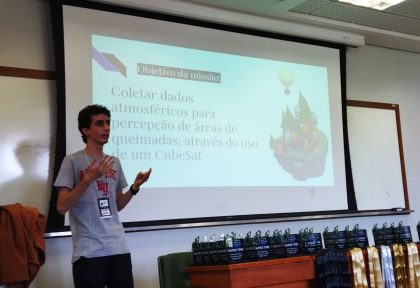 Objetivo da missão:
Coletar dados
atmosféricos para
percepção de áreas de
queimadas, através do uso
de um CubeSat